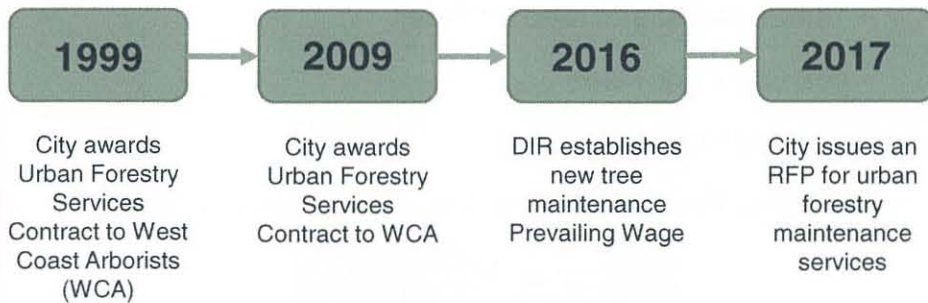 1999
City awards
Urban Forestry
Services
Contract to West
Coast Arborists
(WCA)
2009
City awards
Urban Forestry
Services
Contract to WCA
2016
DIR establishes
new tree
maintenance
Prevailing Wage
2017
City issues an
RFP for urban
forestry
maintenance
services